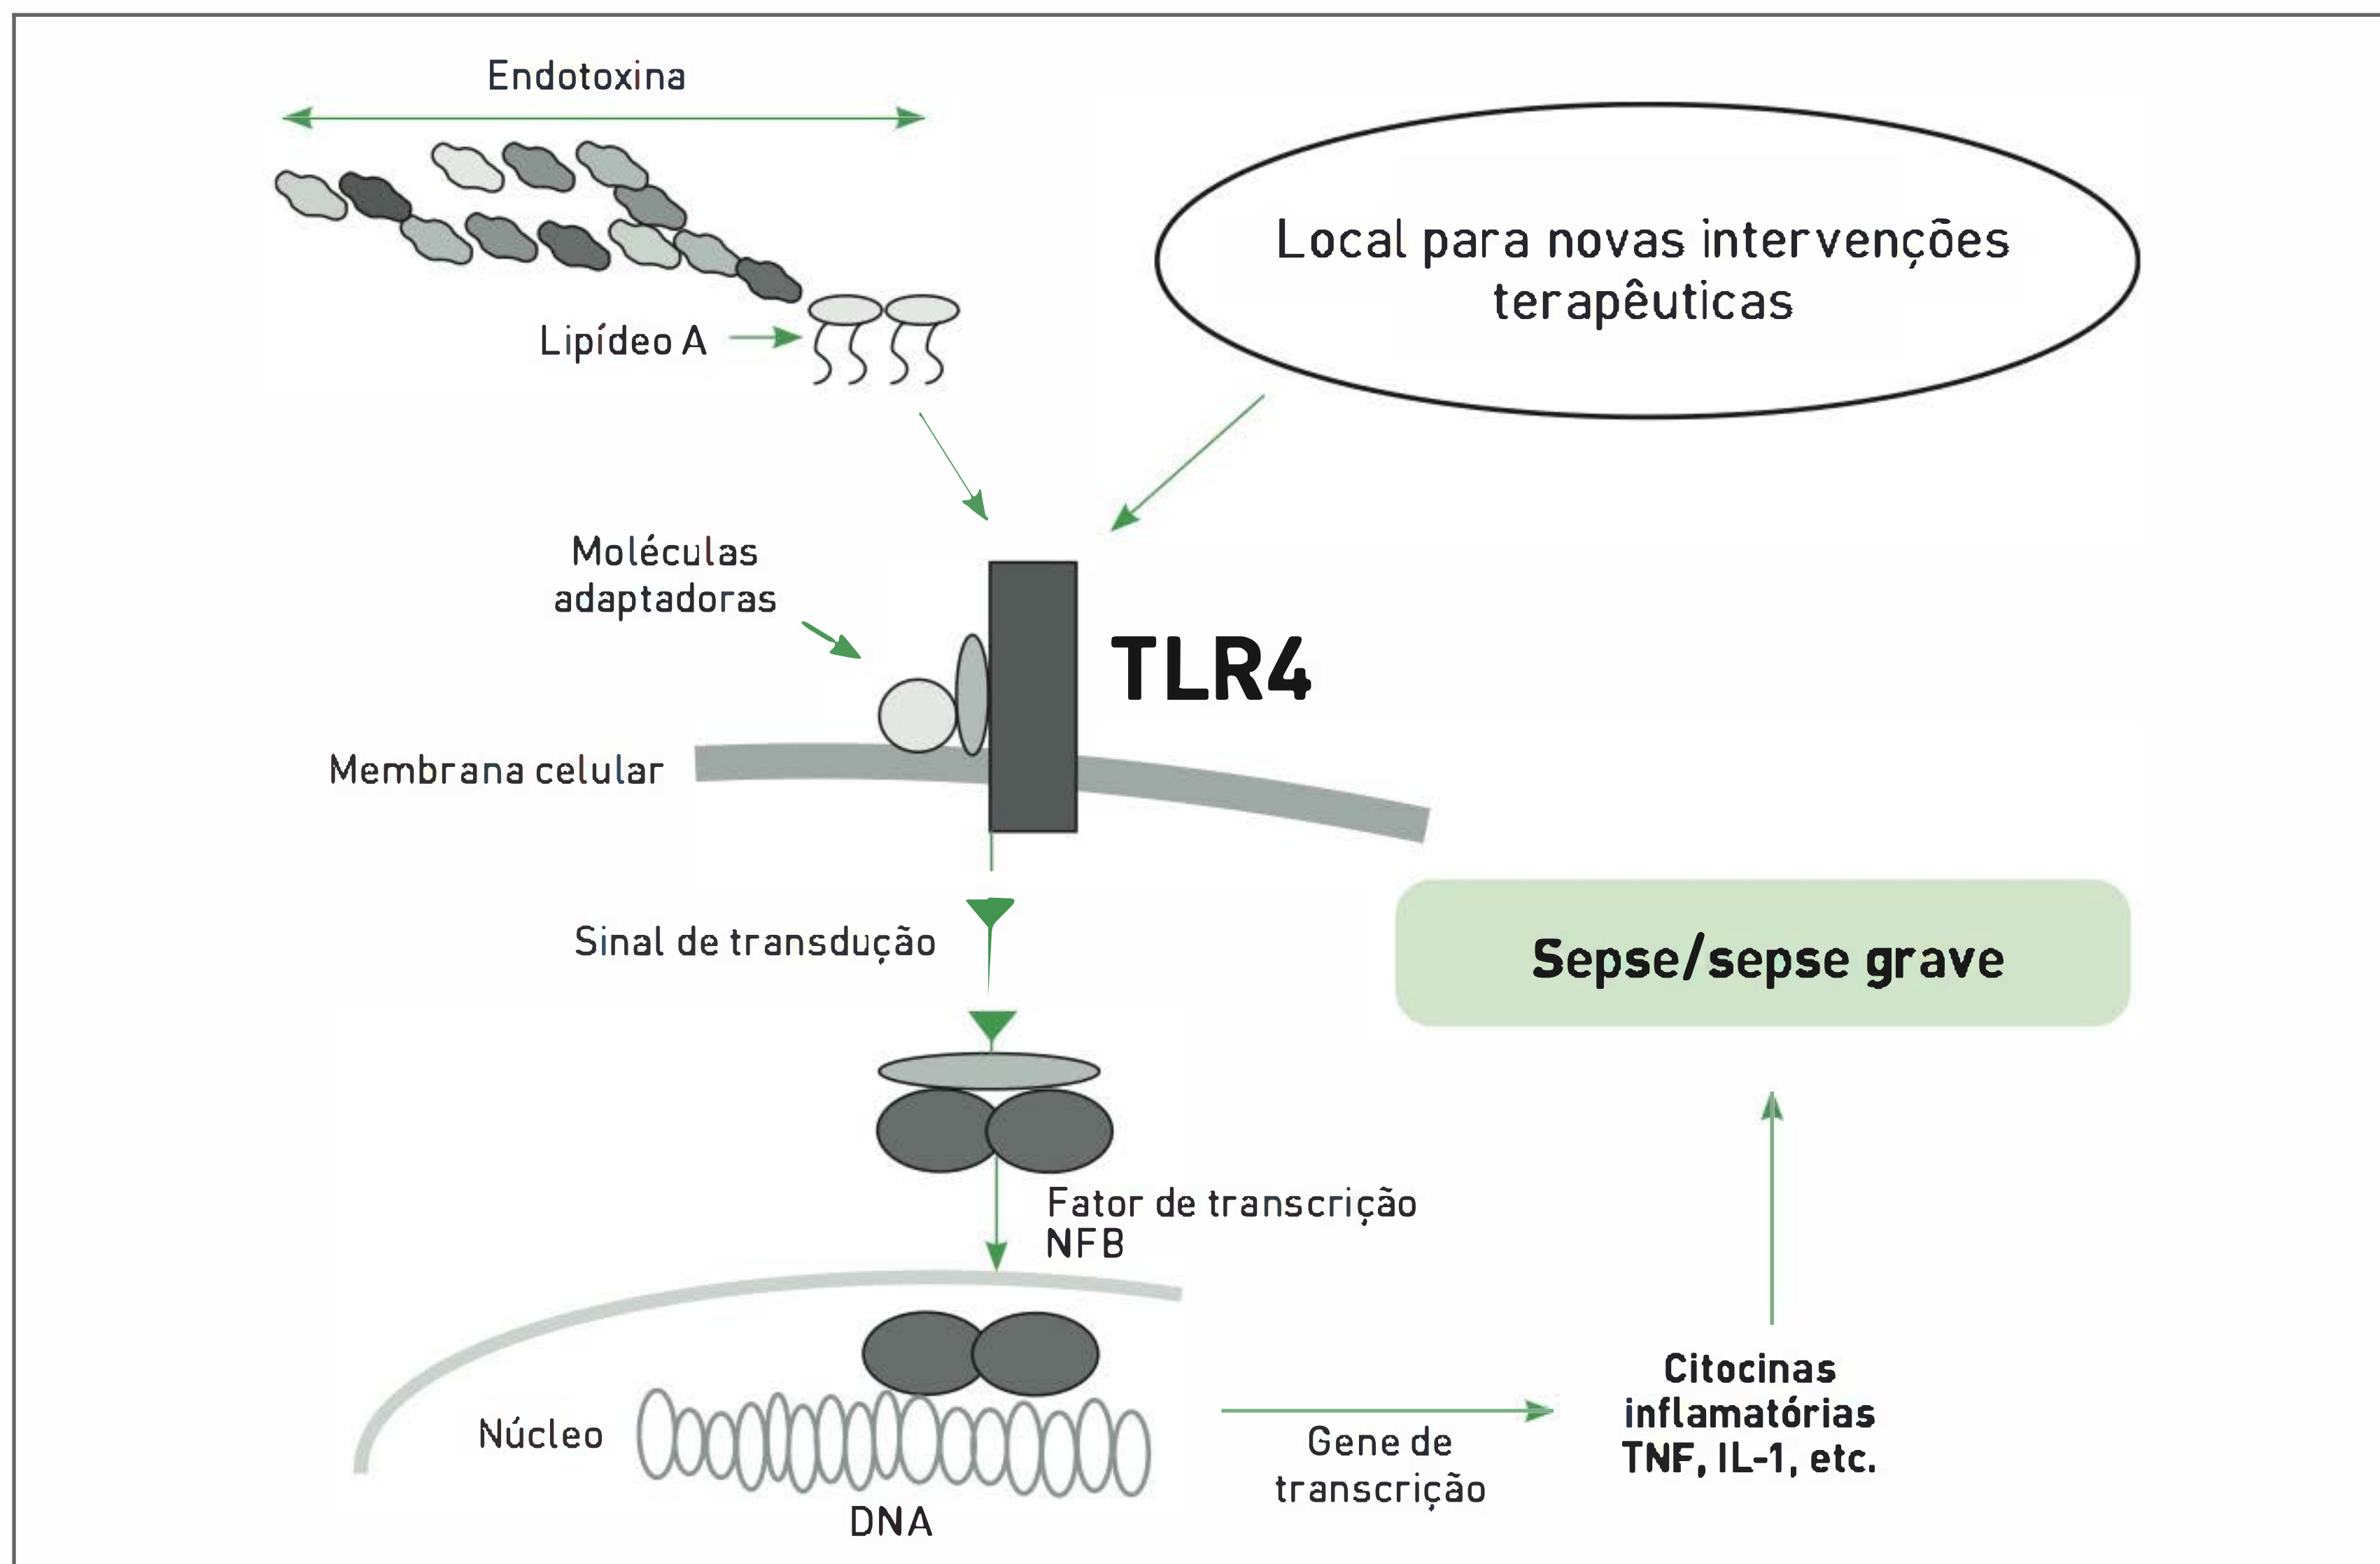 Endotoxina
Local para novas intervenções
terapêuticas
Lipídeo A
Moléculas
adaptadoras
TLR4
Membrana celular
Sinal de transdução
Sepse/sepse grave
Fator de transcrição
NFB
Citocinas
inflamatórias
TNF, IL-1, etc.
Núcleo
Gene de
transcrição
DNA